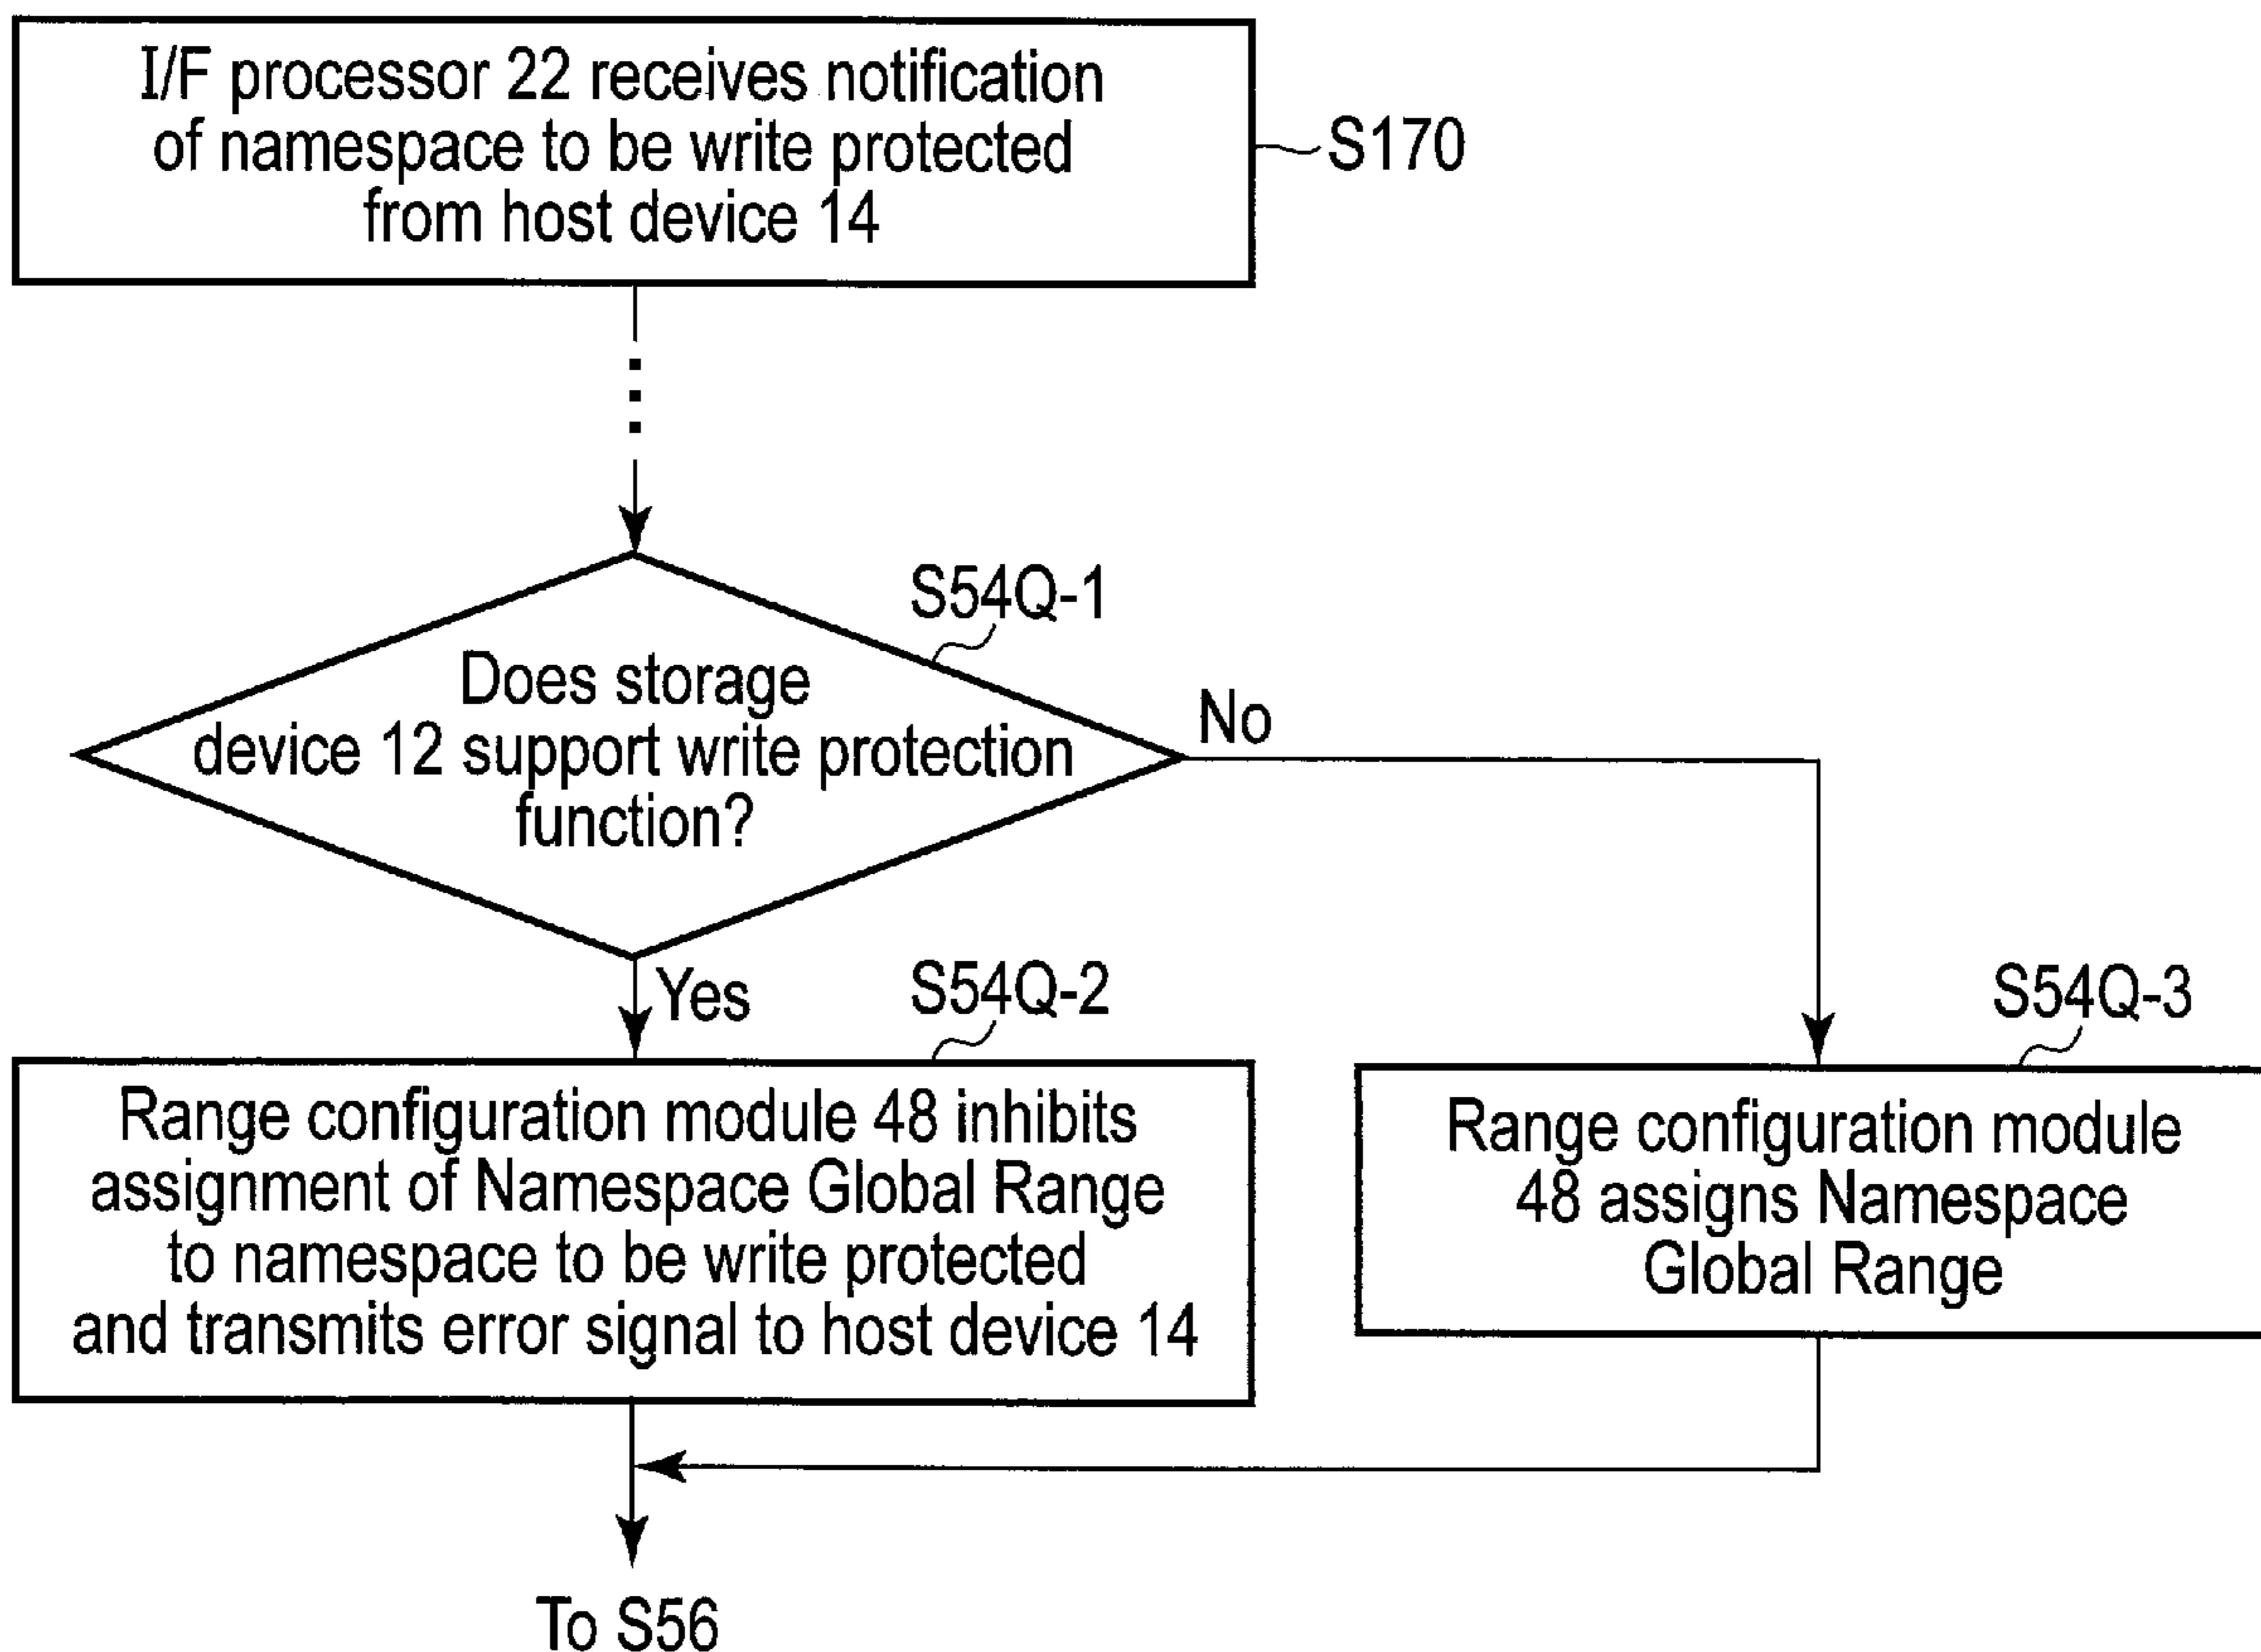 I/F processor 22 receives notification
of namespace to be write protected
from host device 14
S170
S54Q-1
Does storage
device 12 support write protection
function?
No
Yes
S54Q-2
Range configuration module 48 inhibits
assignment of Namespace Global Range
to namespace to be write protected
and transmits error signal to host device 14
S54Q-3
Range configuration module
48 assigns Namespace
Global Range
To S56